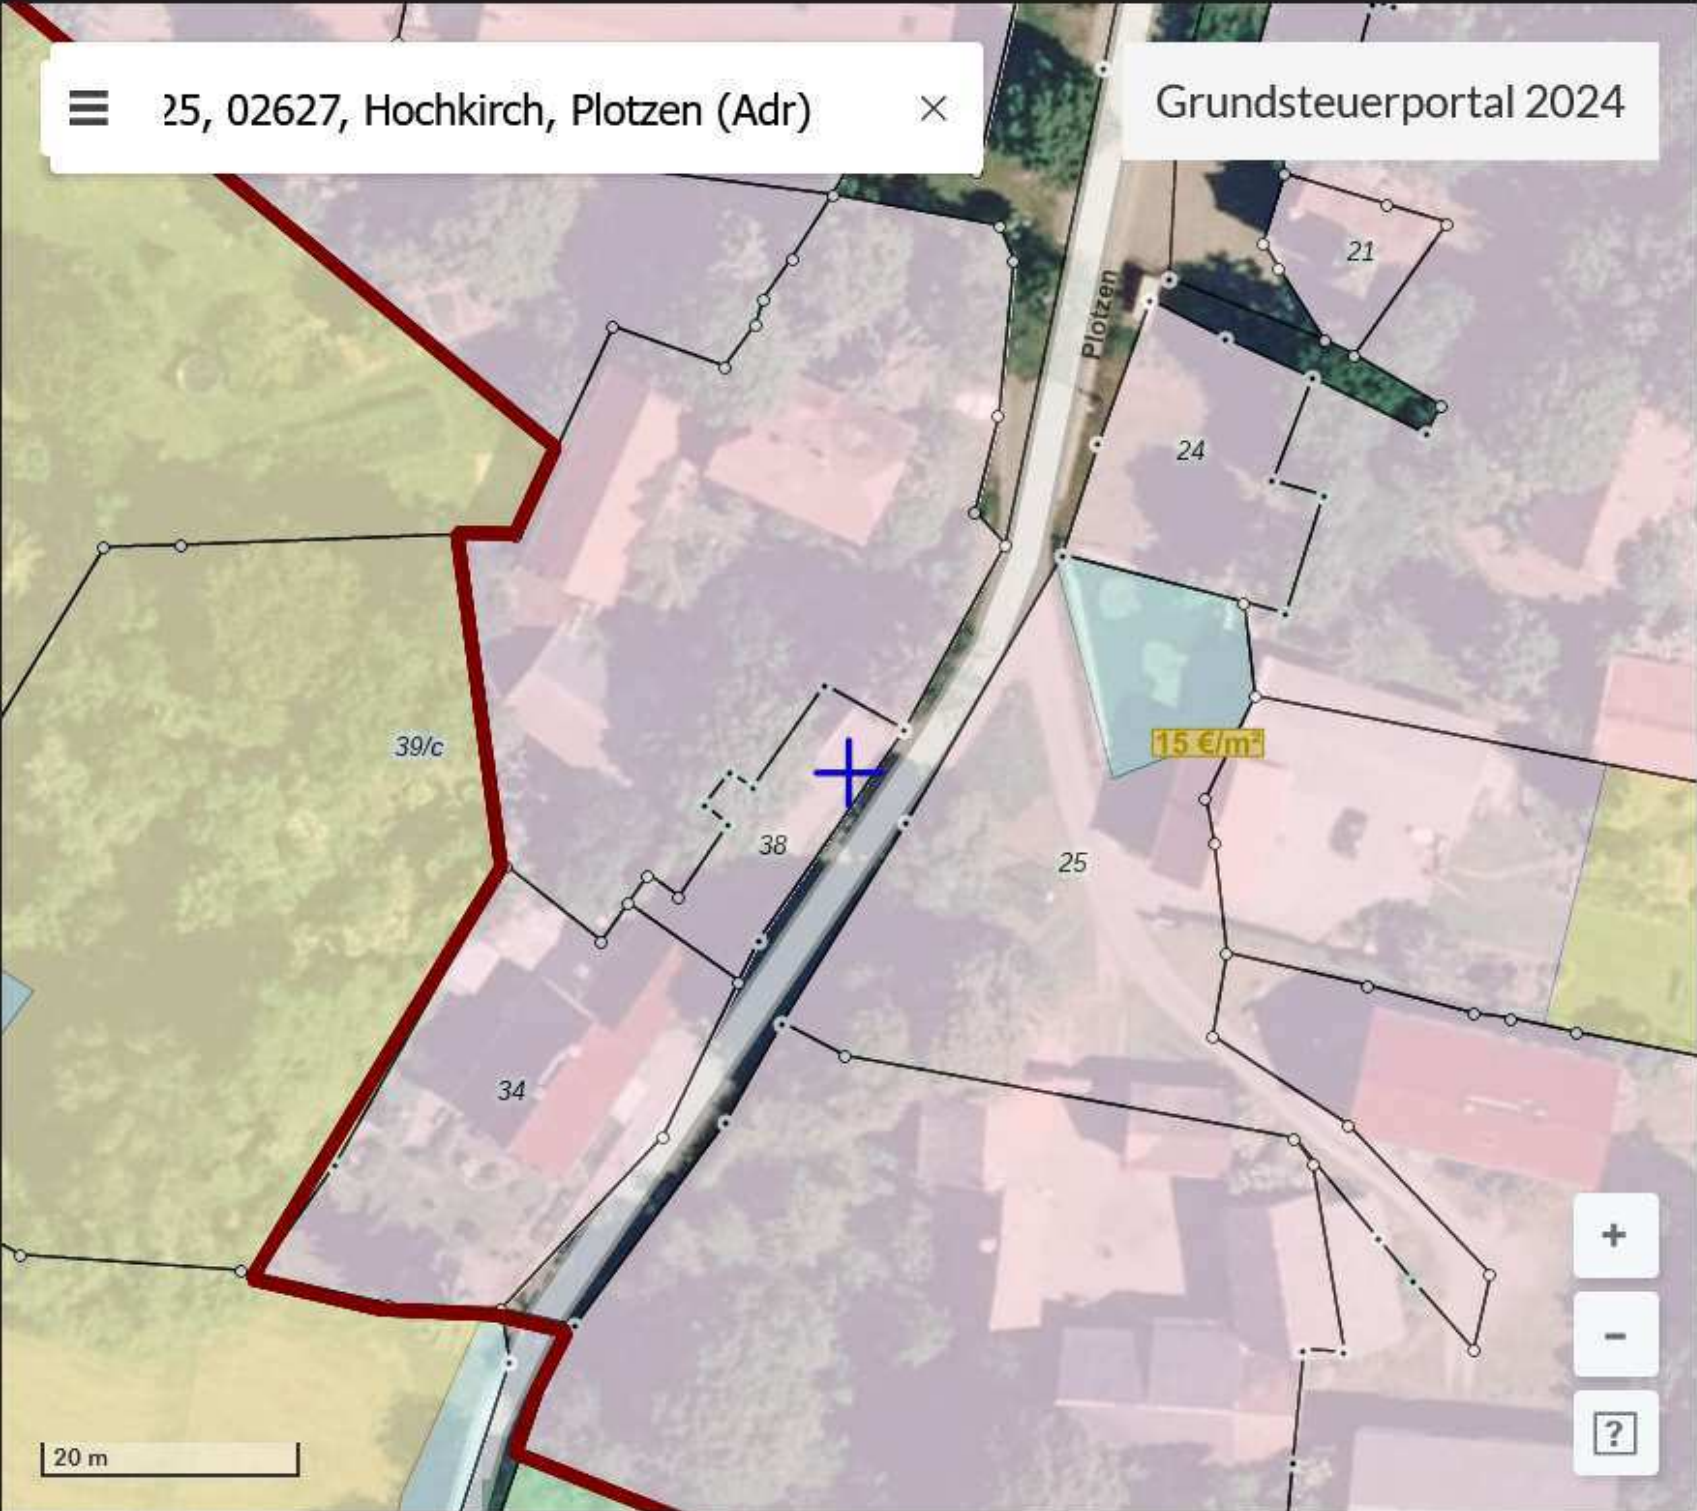 25, 02627, Hochkirch, Plotzen (Adr)
Grundsteuerportal 2024
21
Plotzen
24
39/c
15 €/m²
38
25
34
+
-
?
20 m